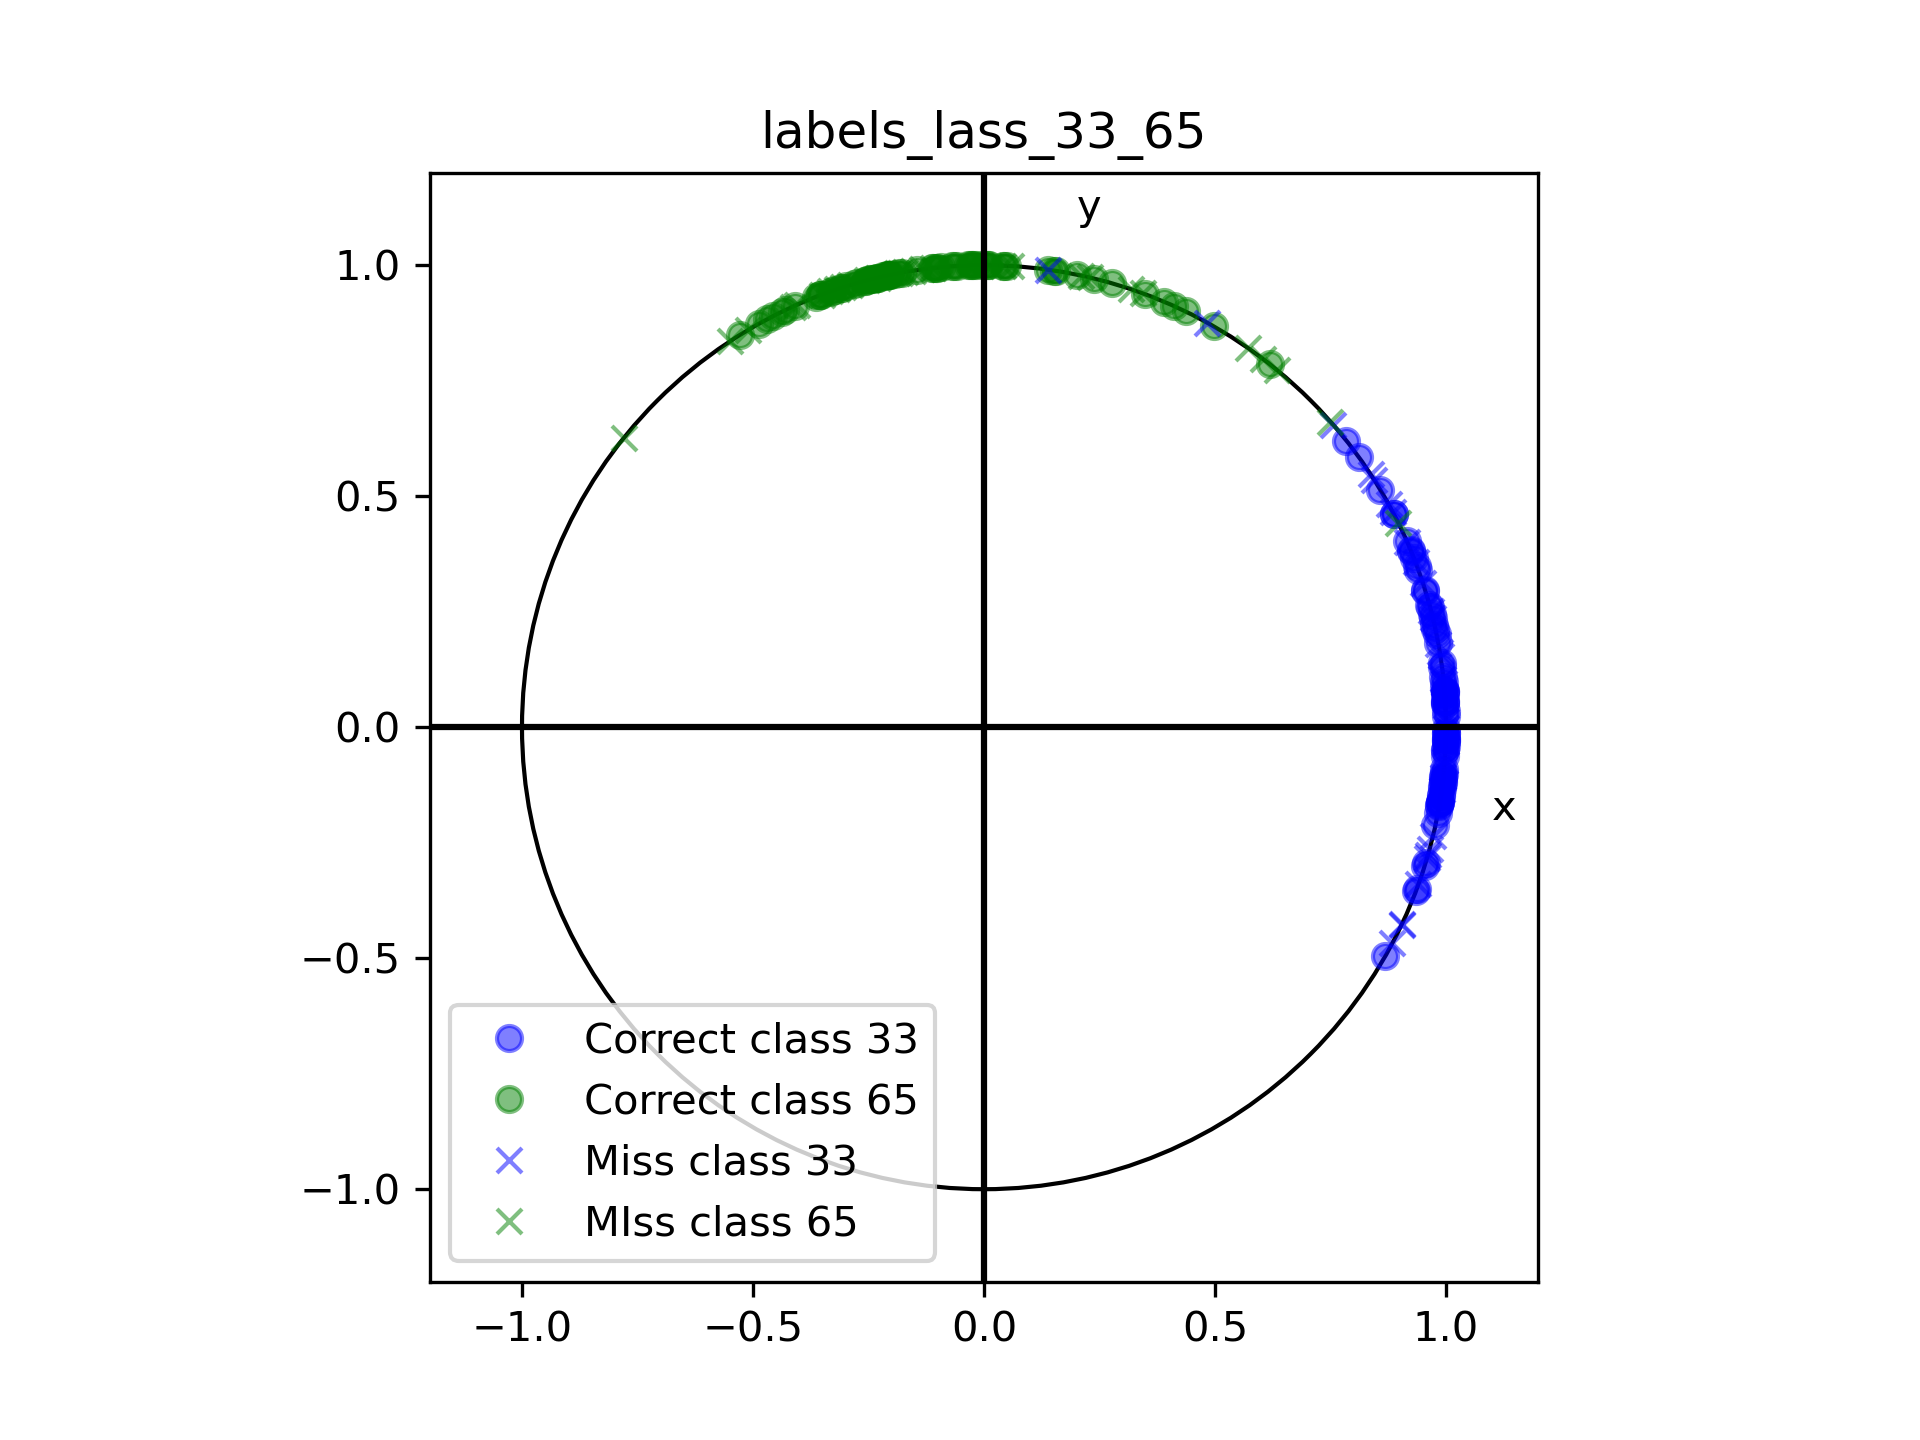 labels_lass_33_65
y
1.0
0.5
0.0
x
−0.5
−1.0
Correct class 33
Correct class 65
Miss class 33
MIss class 65
−1.0 −0.5 0.0 0.5 1.0